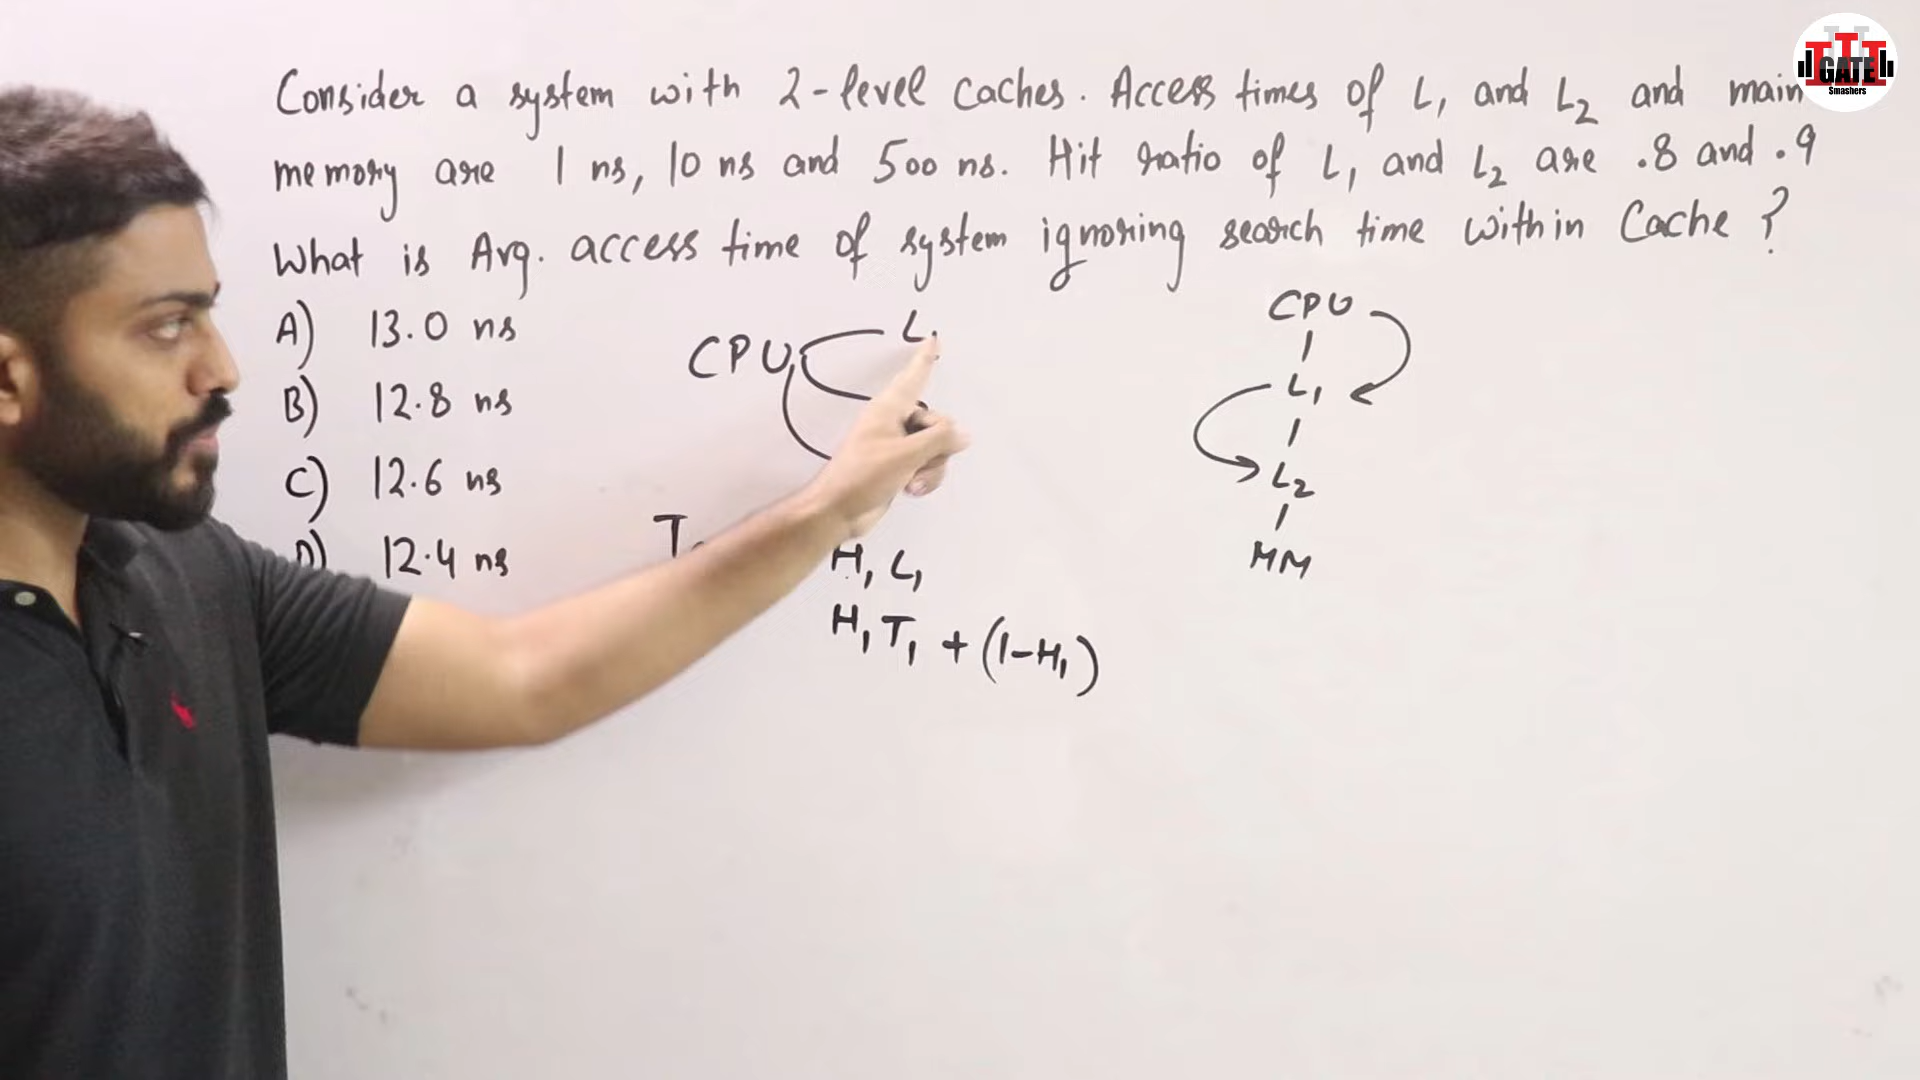 Consider a system with 2-level caches. Access times of L1 and L2 and main
memory are 1 ns, 10 ns and 500 ns. Hit ratio of L1 and L2 are .8 and .9
What is Avg. access time of system ignoring search time within Cache ?
A) 13.0 ns
B) 12.8 ns
C) 12.6 ns
D) 12.4 ns
CPU
L1
H1 L1
H1 T1 + (1-H1)
CPU
L1
L2
MM
GATE
Smashers